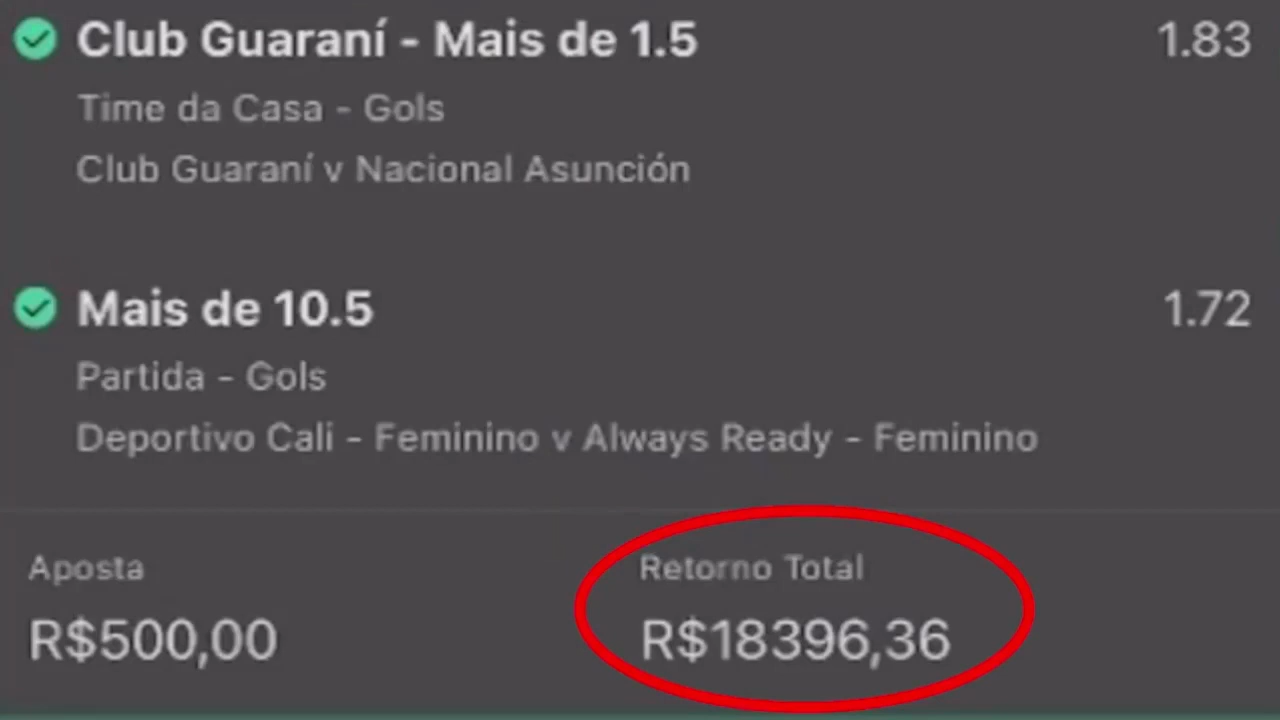 Club Guaraní - Mais de 1.5 1.83
Time da Casa - Gols
Club Guaraní v Nacional Asunción
Mais de 10.5 1.72
Partida - Gols
Deportivo Cali - Feminino v Always Ready - Feminino
Aposta Retorno Total
R$500,00 R$18396,36